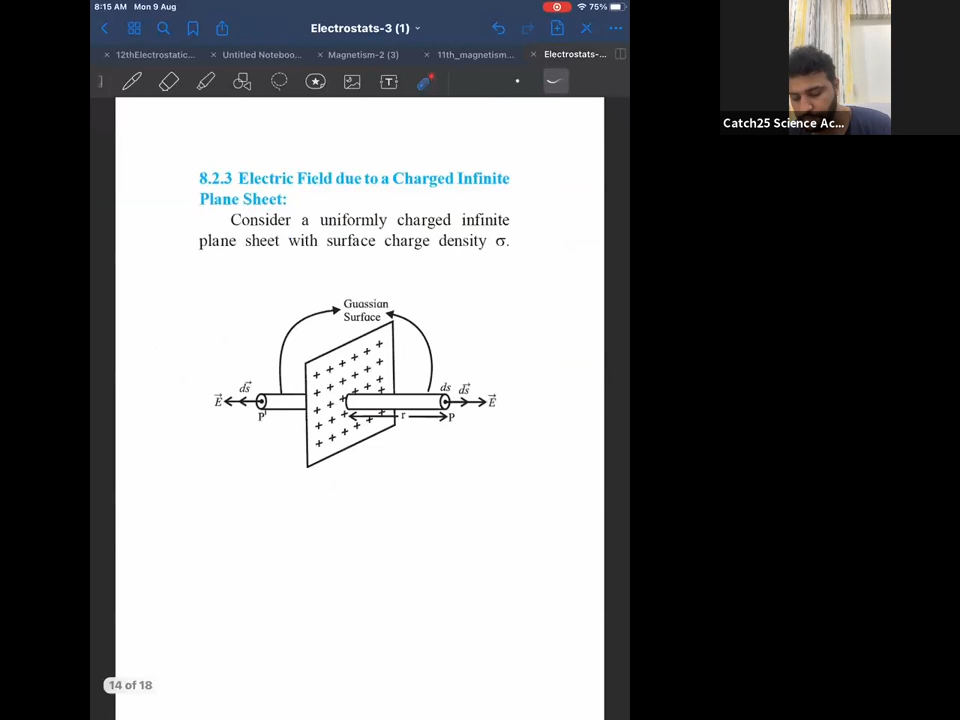 8:15 AM Mon 9 Aug
75%
Electrostats-3 (1)
12thElectrostatic...
Untitled Noteboo...
Magnetism-2 (3)
11th_magnetism...
Electrostats-...
T
8.2.3 Electric Field due to a Charged Infinite
Plane Sheet:
Consider a uniformly charged infinite
plane sheet with surface charge density σ.
Guassian
Surface
ds
ds ds
E
E
P'
r
P
14 of 18
Catch25 Science Ac...